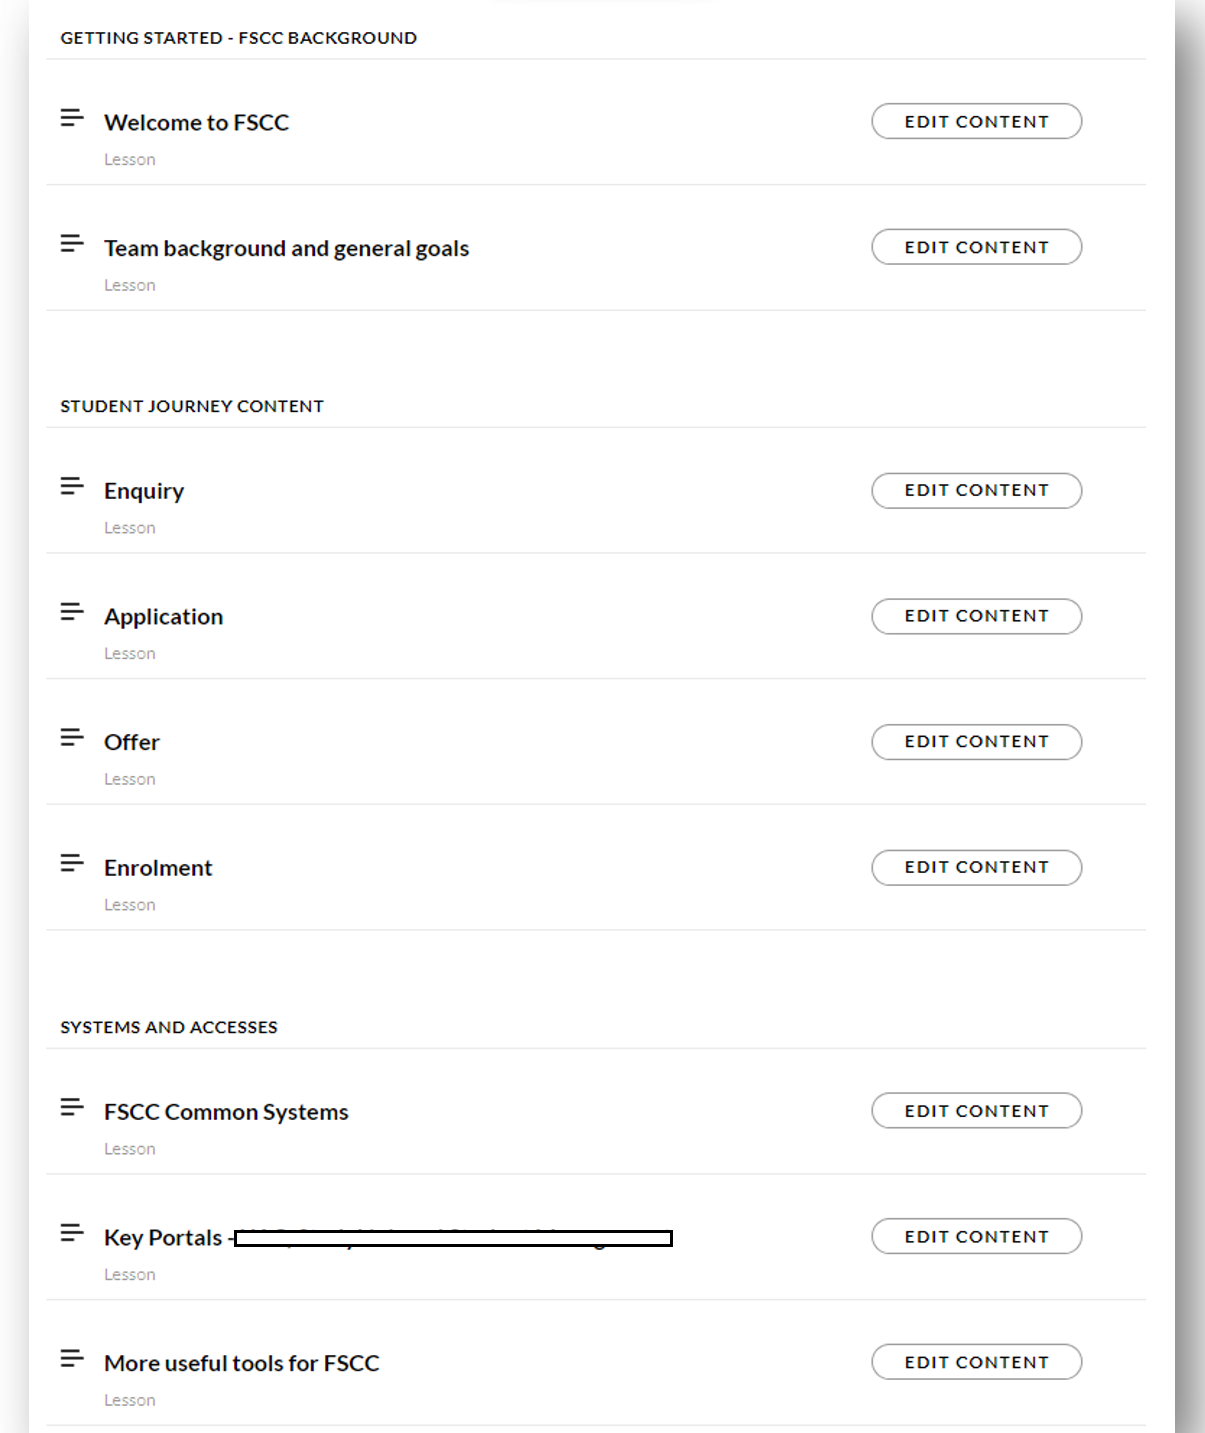 GETTING STARTED - FSCC BACKGROUND
Welcome to FSCC
EDIT CONTENT
Lesson
Team background and general goals
EDIT CONTENT
Lesson
STUDENT JOURNEY CONTENT
Enquiry
EDIT CONTENT
Lesson
Application
EDIT CONTENT
Lesson
Offer
EDIT CONTENT
Lesson
Enrolment
EDIT CONTENT
Lesson
SYSTEMS AND ACCESSES
FSCC Common Systems
EDIT CONTENT
Lesson
Key Portals -
EDIT CONTENT
Lesson
More useful tools for FSCC
EDIT CONTENT
Lesson